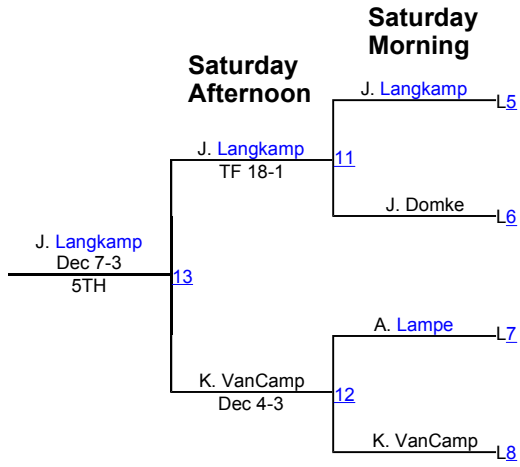 Saturday
Morning
Saturday
Afternoon
J. Langkamp
L5
J. Langkamp
11
TF 18-1
J. Domke
L6
J. Langkamp
Dec 7-3
13
5TH
A. Lampe
L7
K. VanCamp
12
Dec 4-3
K. VanCamp
L8